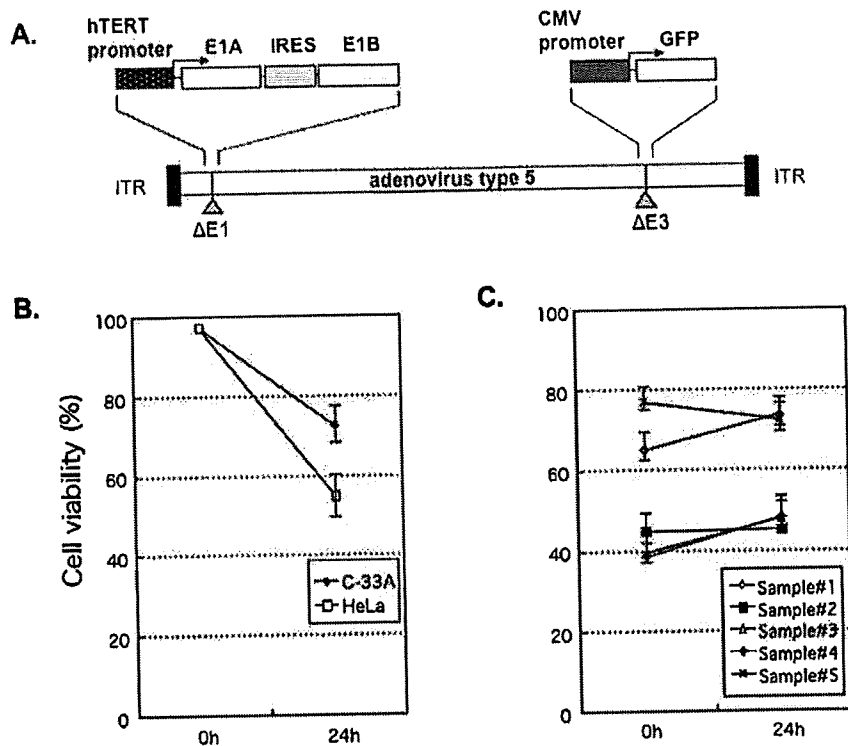 A.
hTERT
promoter
E1A IRES E1B
CMV
promoter
GFP
ITR
adenovirus type 5
ITR
ΔE1
ΔE3
B.
Cell viability (%)
100
80
60
40
20
0
0h 24h
C-33A
HeLa
C.
100
80
60
40
20
0
0h 24h
Sample#1
Sample#2
Sample#3
Sample#4
Sample#5